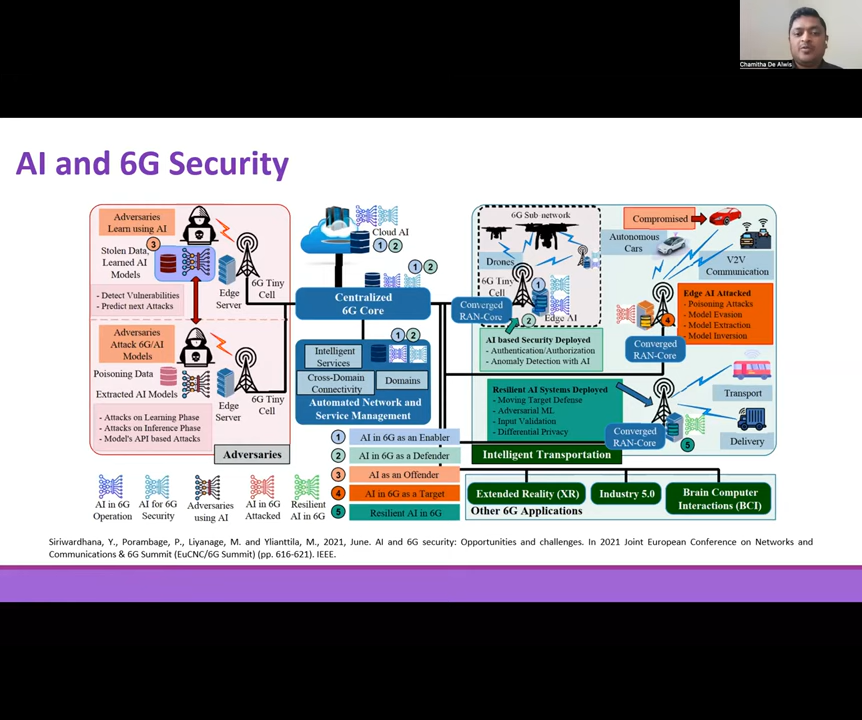 Chamitha De Alwis
AI and 6G Security
Adversaries
Learn using AI
3
Stolen Data,
Learned AI
Models
- Detect Vulnerabilities
- Predict next Attacks
Edge
Server
6G Tiny
Cell
Adversaries
Attack 6G/AI
Models
Poisoning Data
Extracted AI Models
Edge
Server
6G Tiny
Cell
- Attacks on Learning Phase
- Attacks on Inference Phase
- Model's API based Attacks
Adversaries
Cloud AI
1 2
1 2
Centralized
6G Core
1 2
Intelligent
Services
Cross-Domain
Connectivity
Domains
Automated Network and
Service Management
6G Sub network
Drones
6G Tiny
Cell
1
Edge AI
2
Converged
RAN-Core
AI based Security Deployed
- Authentication/Authorization
- Anomaly Detection with AI
Compromised
Autonomous
Cars
V2V
Communication
4
Edge AI Attacked
- Poisoning Attacks
- Model Evasion
- Model Extraction
- Model Inversion
Converged
RAN-Core
Resilient AI Systems Deployed
- Moving Target Defense
- Adversarial ML
- Input Validation
- Differential Privacy
Converged
RAN-Core
5
Transport
Delivery
Intelligent Transportation
1 AI in 6G as an Enabler
2 AI in 6G as a Defender
3 AI as an Offender
4 AI in 6G as a Target
5 Resilient AI in 6G
AI in 6G
Operation
AI for 6G
Security
Adversaries
using AI
AI in 6G
Attacked
Resilient
AI in 6G
Extended Reality (XR)
Industry 5.0
Brain Computer
Interactions (BCI)
Other 6G Applications
Siriwardhana, Y., Porambage, P., Liyanage, M. and Ylianttila, M., 2021, June. AI and 6G security: Opportunities and challenges. In 2021 Joint European Conference on Networks and
Communications & 6G Summit (EuCNC/6G Summit) (pp. 616-621). IEEE.